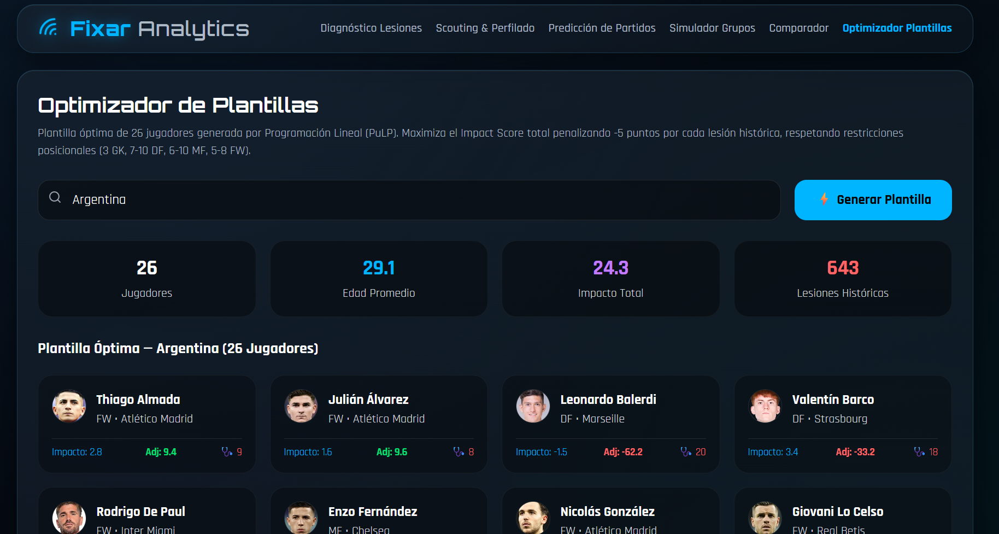 Fixar Analytics
Diagnóstico Lesiones
Scouting & Perfilado
Predicción de Partidos
Simulador Grupos
Comparador
Optimizador Plantillas
Optimizador de Plantillas
Plantilla óptima de 26 jugadores generada por Programación Lineal (PuLP). Maximiza el Impact Score total penalizando -5 puntos por cada lesión histórica, respetando restricciones
posicionales (3 GK, 7-10 DF, 6-10 MF, 5-8 FW).
Argentina
Generar Plantilla
26
Jugadores
29.1
Edad Promedio
24.3
Impacto Total
643
Lesiones Históricas
Plantilla Óptima — Argentina (26 Jugadores)
Thiago Almada
FW • Atlético Madrid
Impacto: 2.8
Adj: 9.4
9
Julián Álvarez
FW • Atlético Madrid
Impacto: 1.6
Adj: 9.6
8
Leonardo Balerdi
DF • Marseille
Impacto: -1.5
Adj: -62.2
20
Valentín Barco
DF • Strasbourg
Impacto: 3.4
Adj: -33.2
18
Rodrigo De Paul
FW • Inter Miami
Enzo Fernández
MF • Chelsea
Nicolás González
FW • Atlético Madrid
Giovani Lo Celso
FW • Real Betis